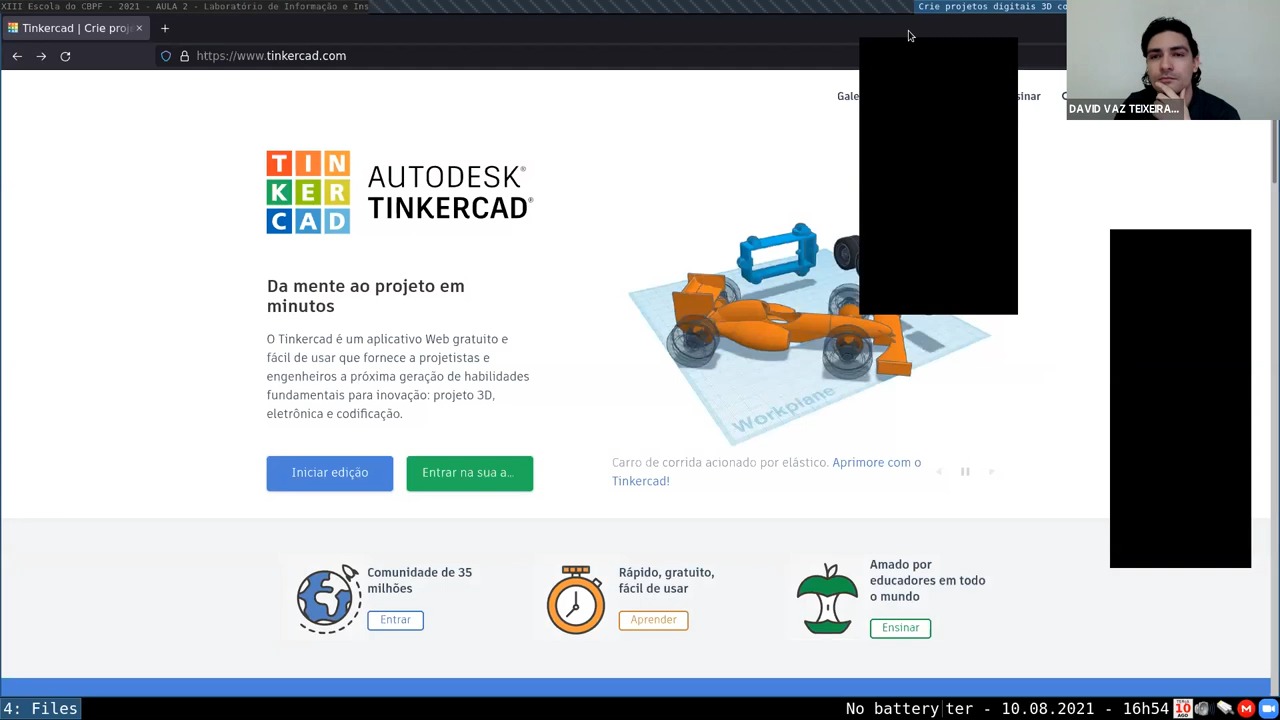 XIII Escola do CBPF - 2021 - AULA 2 - Laboratório de Informação e Ins
Crie projetos digitais 3D co
Tinkercad | Crie proj
https://www.tinkercad.com
Gale
sinar
DAVID VAZ TEIXEIRA...
TIN
KER
CAD
AUTODESK®
TINKERCAD®
Da mente ao projeto em
minutos
O Tinkercad é um aplicativo Web gratuito e
fácil de usar que fornece a projetistas e
engenheiros a próxima geração de habilidades
fundamentais para inovação: projeto 3D,
eletrônica e codificação.
Workplane
Iniciar edição
Entrar na sua a...
Carro de corrida acionado por elástico. Aprimore com o
Tinkercad!
Comunidade de 35
milhões
Entrar
Rápido, gratuito,
fácil de usar
Aprender
Amado por
educadores em todo
o mundo
Ensinar
4: Files
No battery ter - 10.08.2021 - 16h54
TERÇA
10
AGO
M